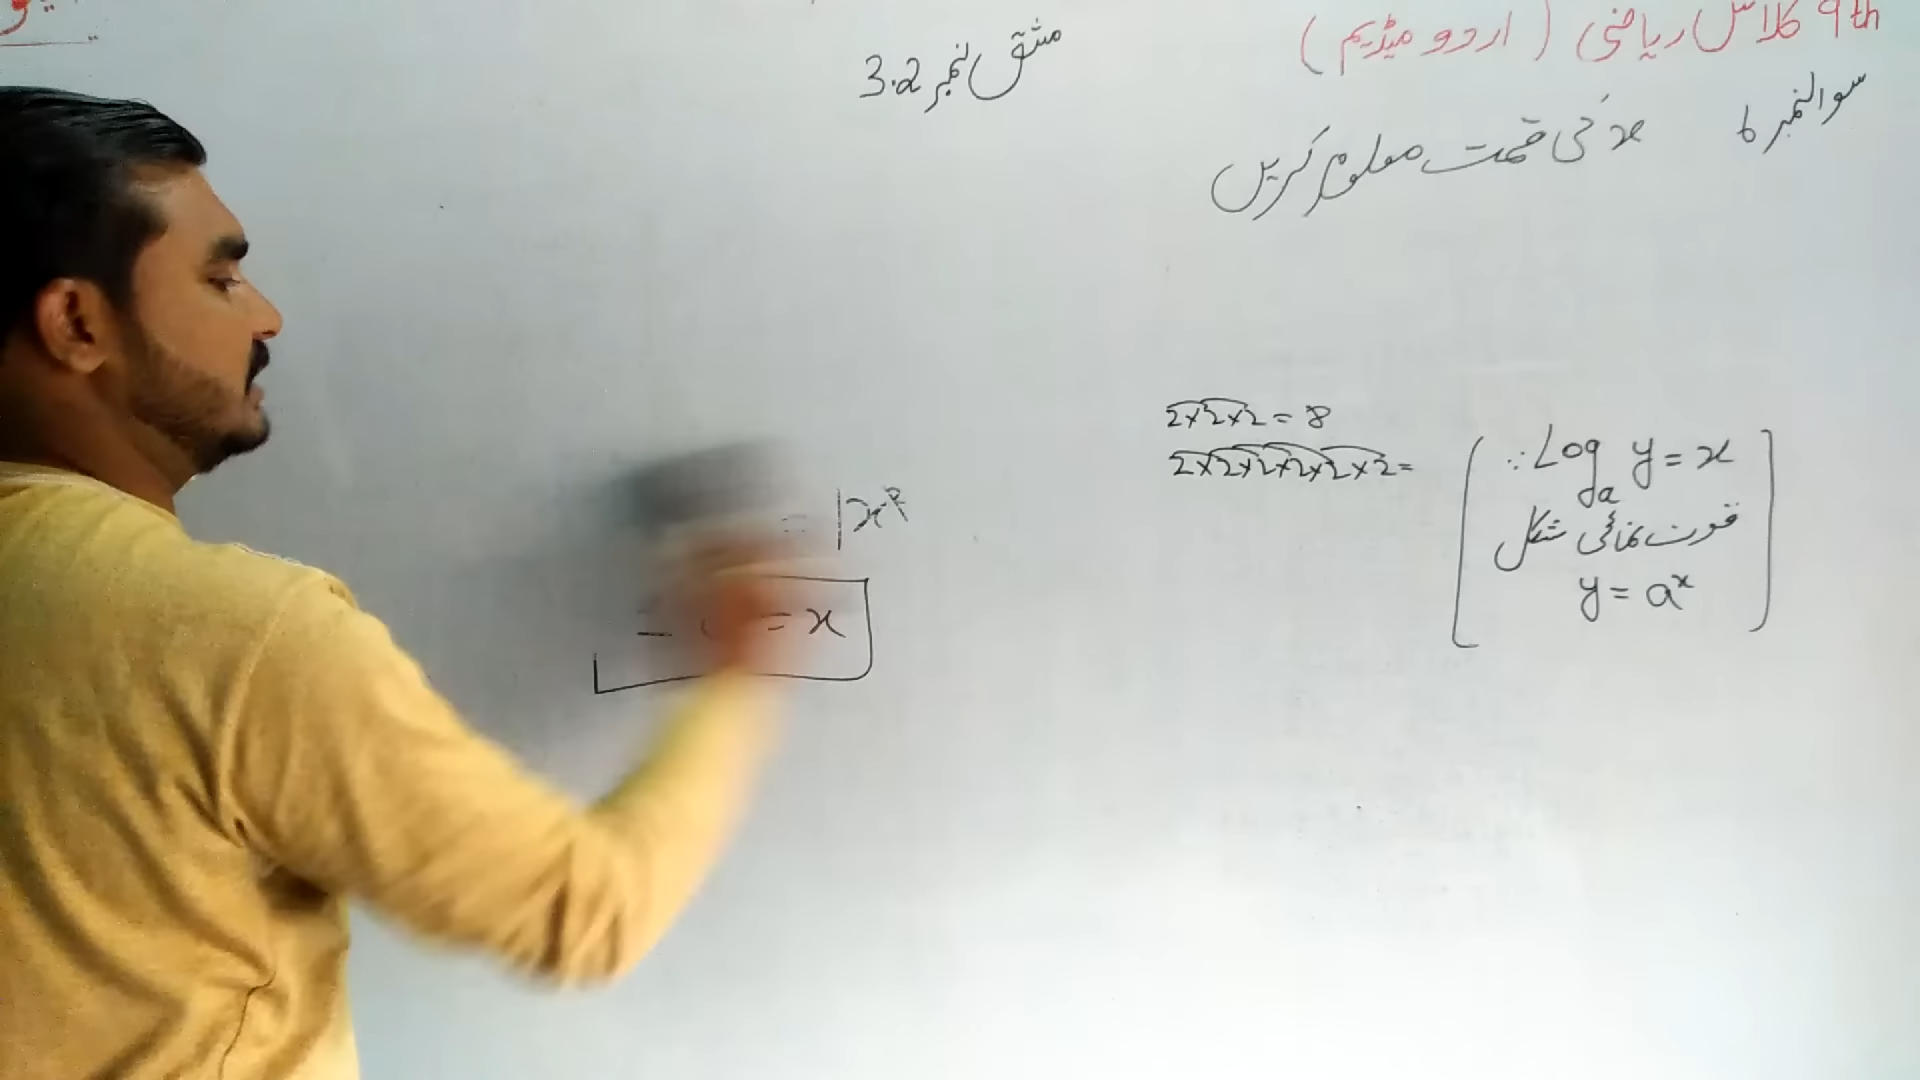 9th کلاس ریاضی (اردو میڈیم)
مشق نمبر 3.2
سوال نمبر 6
x کی قیمت معلوم کریں
2×2×2=8
2×2×2×2×2×2=
∵ Log_a y = x
قوت نمائی شکل
y = a^x
= x